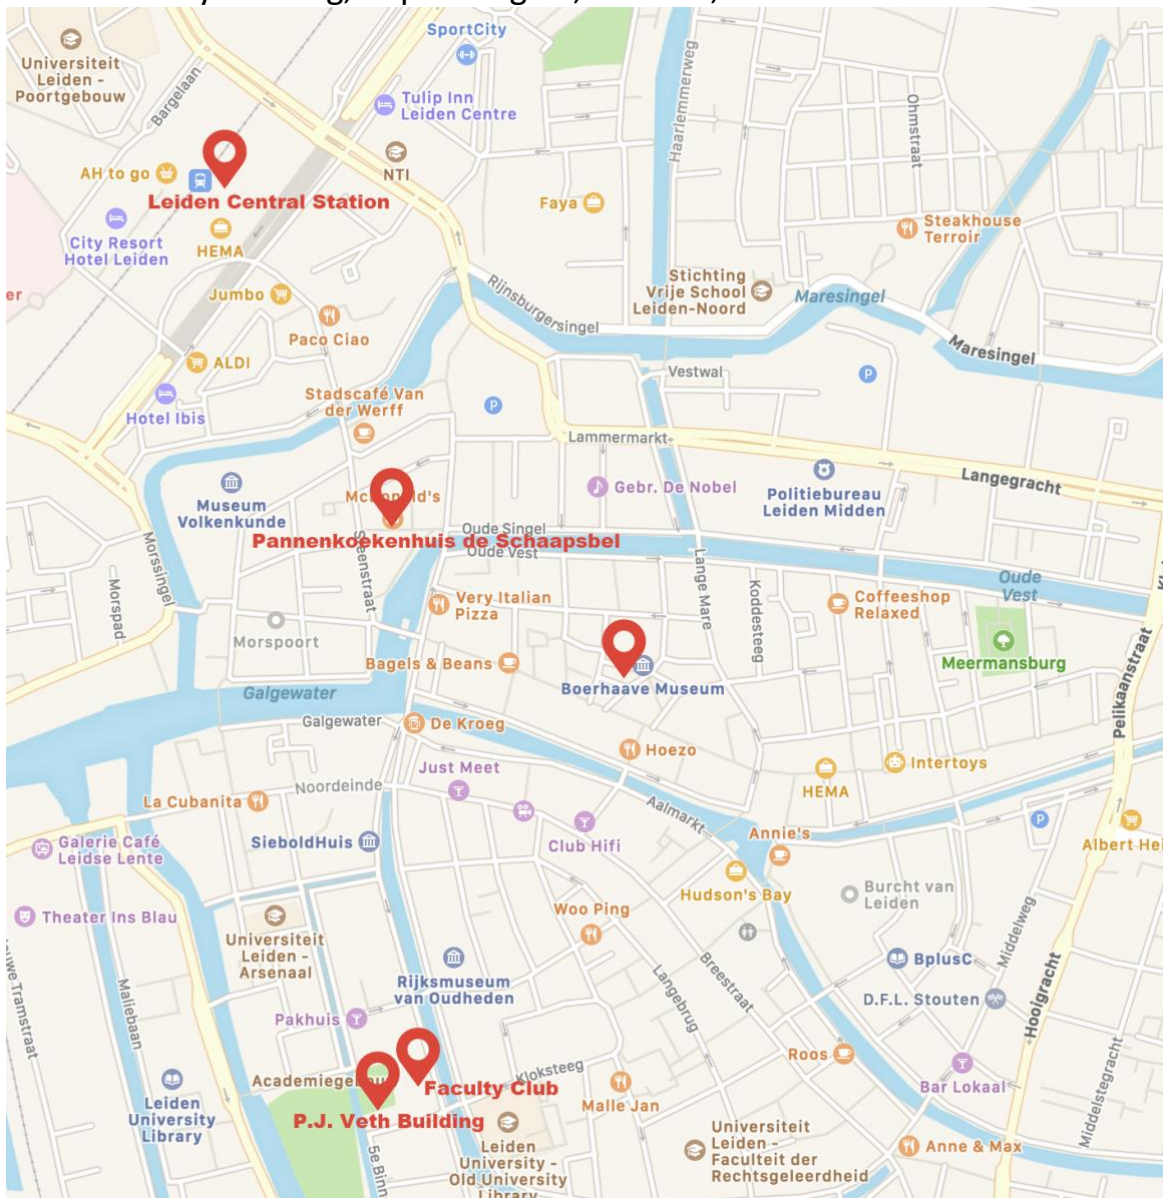 SportCity
Universiteit
Leiden -
Poortgebouw
Bargelaan
Tulip Inn
Leiden Centre
Haarlemmerweg
Ohmstraat
NTI
AH to go
Leiden Central Station
Faya
City Resort
Hotel Leiden
HEMA
Steakhouse
Terroir
Stichting
Vrije School
Leiden-Noord
Maresingel
er
Jumbo
Rijnsburgersingel
Paco Ciao
Maresingel
ALDI
Vestwal
P
Hotel Ibis
Stadscafé Van
der Werff
P
Lammermarkt
Langegracht
Museum
Volkenkunde
Gebr. De Nobel
Politiebureau
Leiden Midden
Oude Singel
Pannenkoekenhuis de Schaapsbel
Oude Vest
Morssingel
Steenstraat
Lange Mare
Koddesteeg
Oude
Vest
Morspad
Very Italian
Pizza
Coffeeshop
Relaxed
Morspoort
Bagels & Beans
Meermansburg
Boerhaave Museum
Pelikaanstraat
Galgewater
Galgewater
De Kroeg
Hoezo
Just Meet
Intertoys
HEMA
Noordeinde
La Cubanita
Aalmarkt
P
Annie's
Albert Hei
Galerie Café
Leidse Lente
SieboldHuis
Club Hifi
Hudson's Bay
Burcht van
Leiden
Theater Ins Blau
Woo Ping
Middelweg
Universiteit
Leiden -
Arsenaal
Breestraat
BplusC
Rijksmuseum
van Oudheden
Langebrug
D.F.L. Stouten
Hooigracht
Maliebaan
Pakhuis
Roos
Kloksteeg
Bar Lokaal
Faculty Club
Malle Jan
Middelstegracht
P.J. Veth Building
Leiden
University
Library
Leiden
University -
Old University
Library
Universiteit
Leiden -
Faculteit der
Rechtsgeleerdheid
Anne & Max
5e Binn